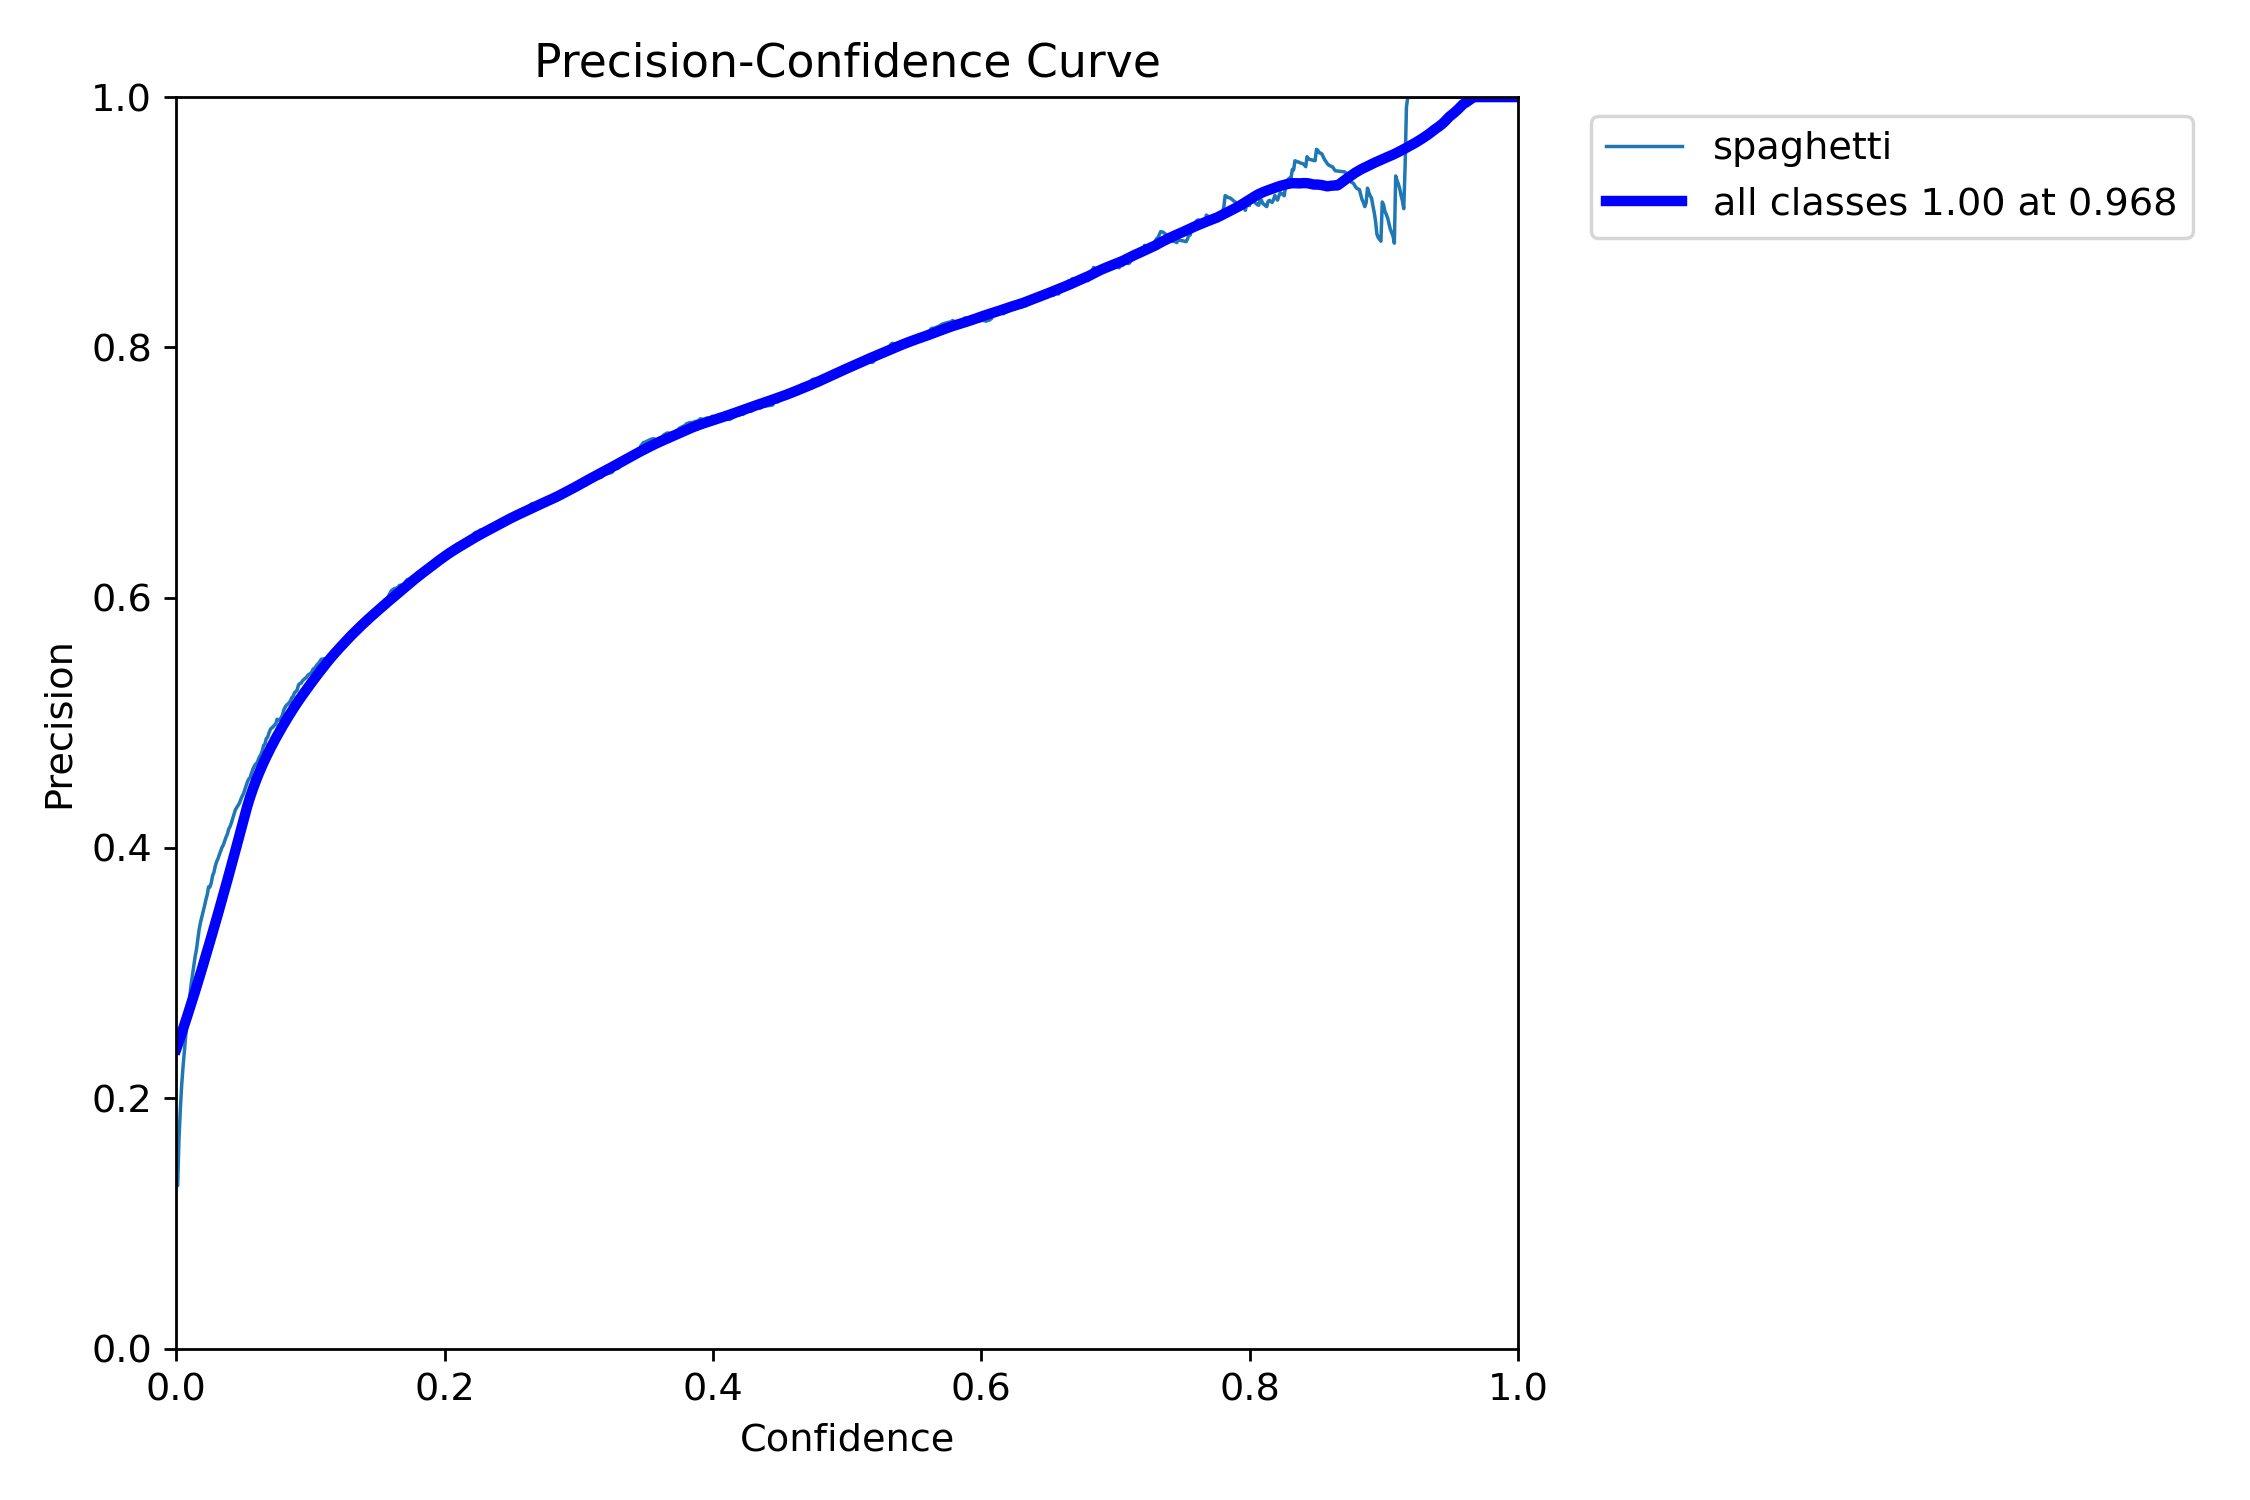 Precision-Confidence Curve
1.0
0.8
0.6
0.4
0.2
0.0
Precision
0.0 0.2 0.4 0.6 0.8 1.0
Confidence
spaghetti
all classes 1.00 at 0.968